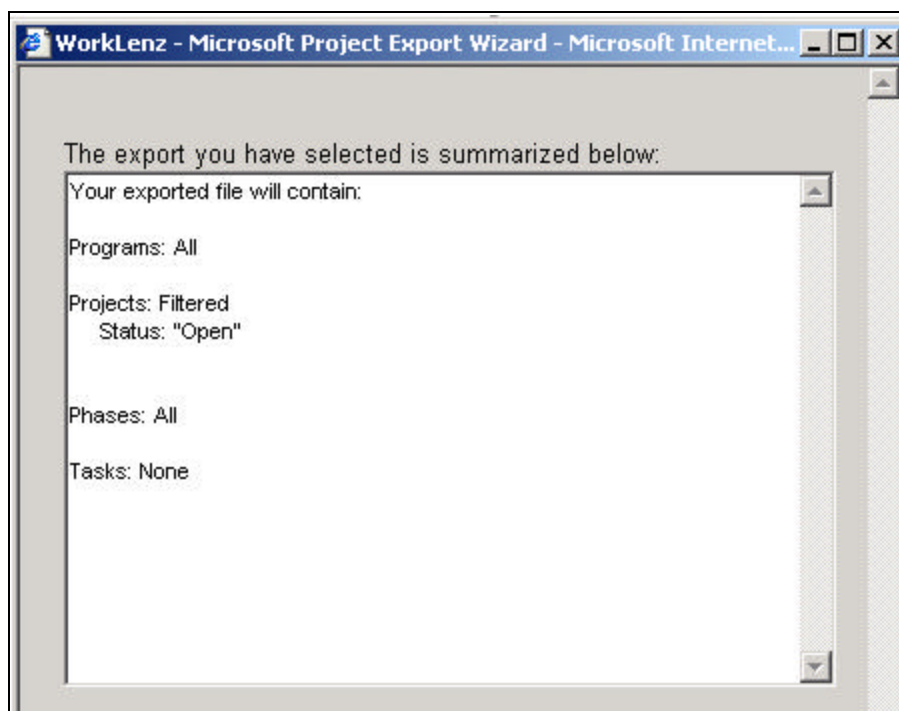 WorkLenz - Microsoft Project Export Wizard - Microsoft Internet...
The export you have selected is summarized below:
Your exported file will contain:
Programs: All
Projects: Filtered
Status: "Open"
Phases: All
Tasks: None